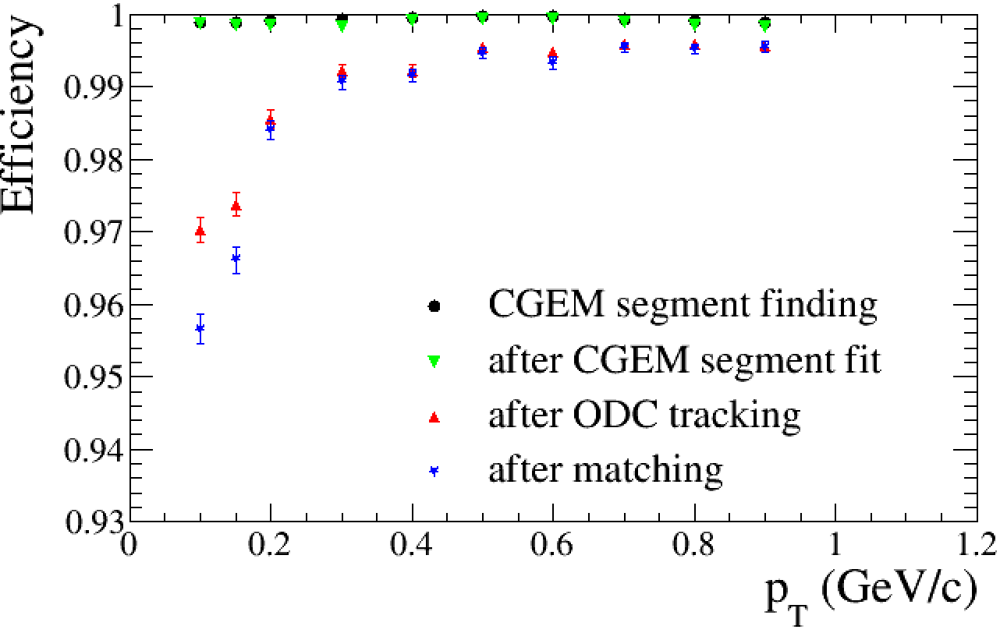 Efficiency
1
0.99
0.98
0.97
0.96
0.95
0.94
0.93
CGEM segment finding
after CGEM segment fit
after ODC tracking
after matching
0 0.2 0.4 0.6 0.8 1 1.2
p_T (GeV/c)